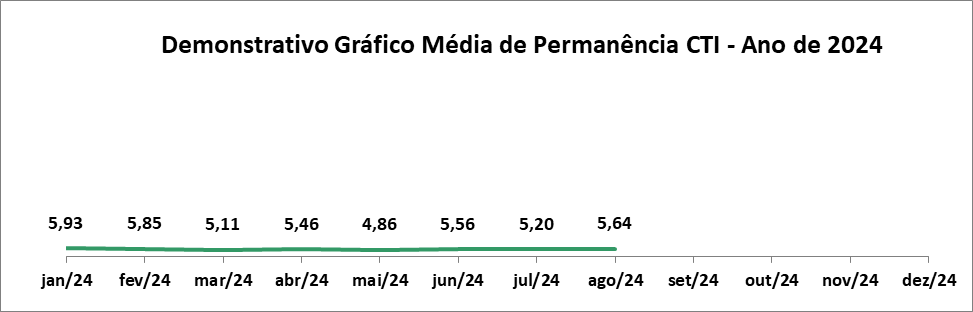 Demonstrativo Gráfico Média de Permanência CTI - Ano de 2024
5,93 5,85 5,11 5,46 4,86 5,56 5,20 5,64
jan/24 fev/24 mar/24 abr/24 mai/24 jun/24 jul/24 ago/24 set/24 out/24 nov/24 dez/24